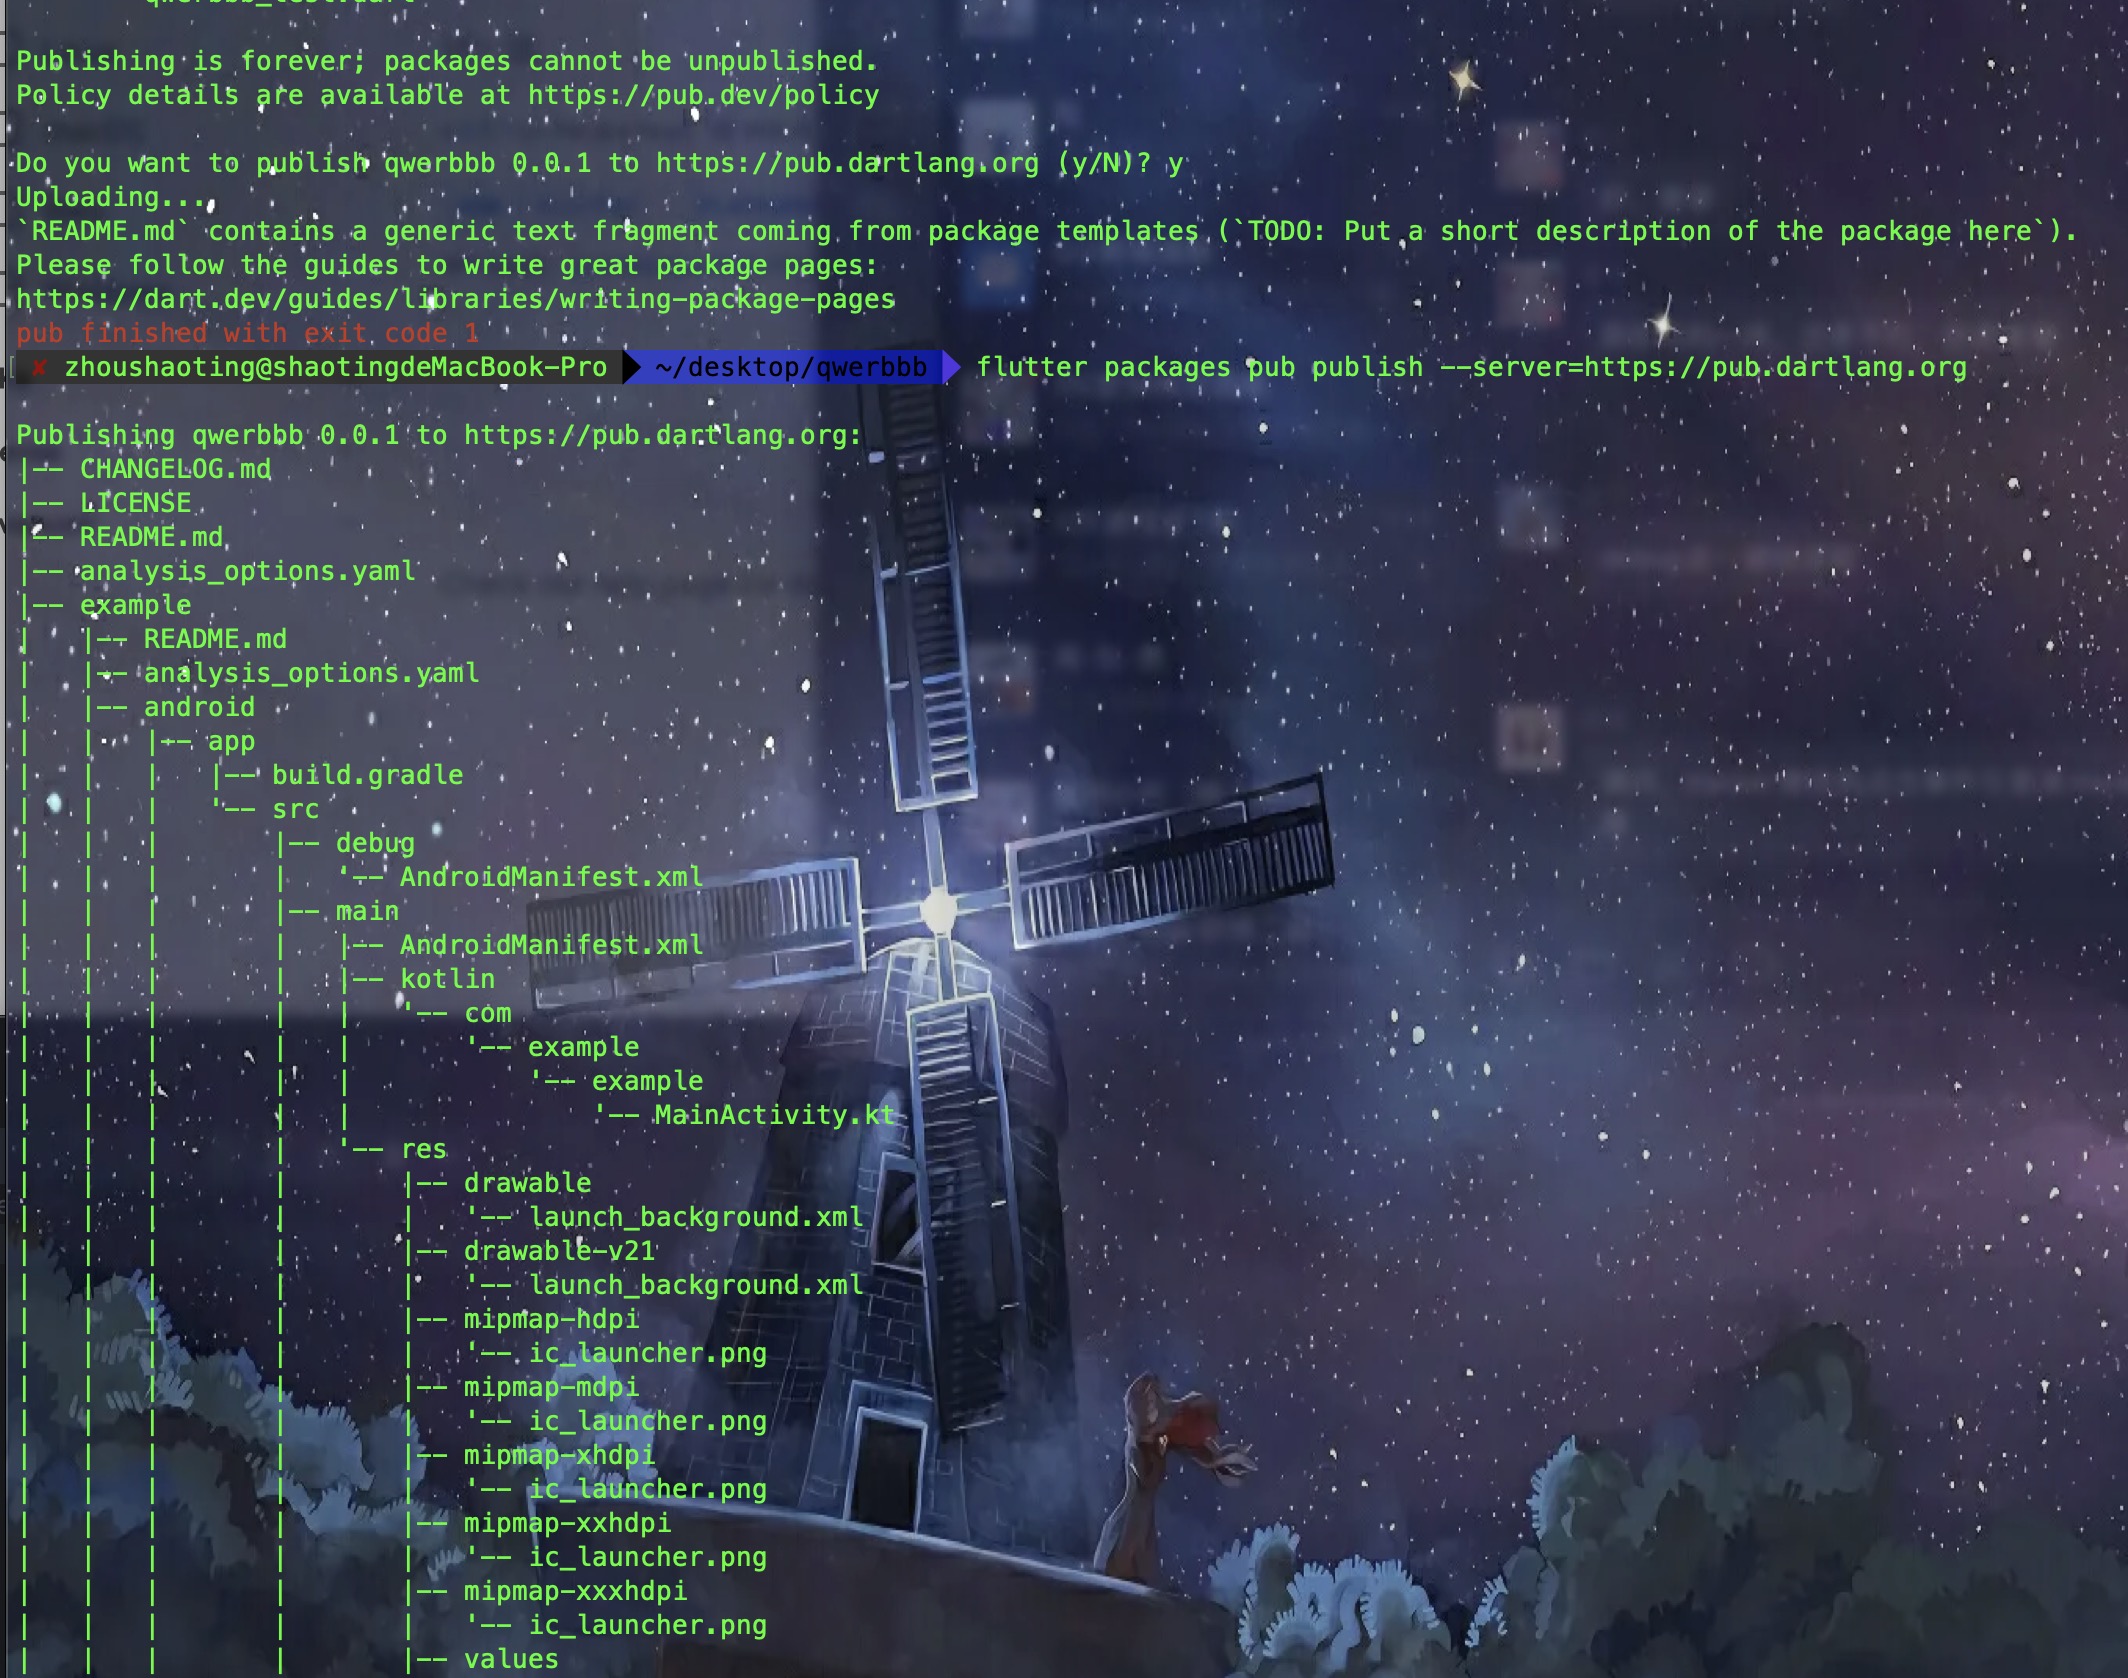 Publishing is forever; packages cannot be unpublished.
Policy details are available at https://pub.dev/policy
Do you want to publish qwerbbb 0.0.1 to https://pub.dartlang.org (y/N)? y
Uploading...
`README.md` contains a generic text fragment coming from package templates (`TODO: Put a short description of the package here`).
Please follow the guides to write great package pages:
https://dart.dev/guides/libraries/writing-package-pages
pub finished with exit code 1
✘ zhoushaoting@shaotingdeMacBook-Pro ~/desktop/qwerbbb flutter packages pub publish --server=https://pub.dartlang.org
Publishing qwerbbb 0.0.1 to https://pub.dartlang.org:
|-- CHANGELOG.md
|-- LICENSE
|-- README.md
|-- analysis_options.yaml
|-- example
|   |-- README.md
|   |-- analysis_options.yaml
|   |-- android
|   |   |-- app
|   |   |   |-- build.gradle
|   |   |   '-- src
|   |   |       |-- debug
|   |   |       |   '-- AndroidManifest.xml
|   |   |       |-- main
|   |   |       |   |-- AndroidManifest.xml
|   |   |       |   |-- kotlin
|   |   |       |   |   '-- com
|   |   |       |   |       '-- example
|   |   |       |   |           '-- example
|   |   |       |   |               '-- MainActivity.kt
|   |   |       |   '-- res
|   |   |       |       |-- drawable
|   |   |       |       |   '-- launch_background.xml
|   |   |       |       |-- drawable-v21
|   |   |       |       |   '-- launch_background.xml
|   |   |       |       |-- mipmap-hdpi
|   |   |       |       |   '-- ic_launcher.png
|   |   |       |       |-- mipmap-mdpi
|   |   |       |       |   '-- ic_launcher.png
|   |   |       |       |-- mipmap-xhdpi
|   |   |       |       |   '-- ic_launcher.png
|   |   |       |       |-- mipmap-xxhdpi
|   |   |       |       |   '-- ic_launcher.png
|   |   |       |       |-- mipmap-xxxhdpi
|   |   |       |       |   '-- ic_launcher.png
|   |   |       |       |-- values